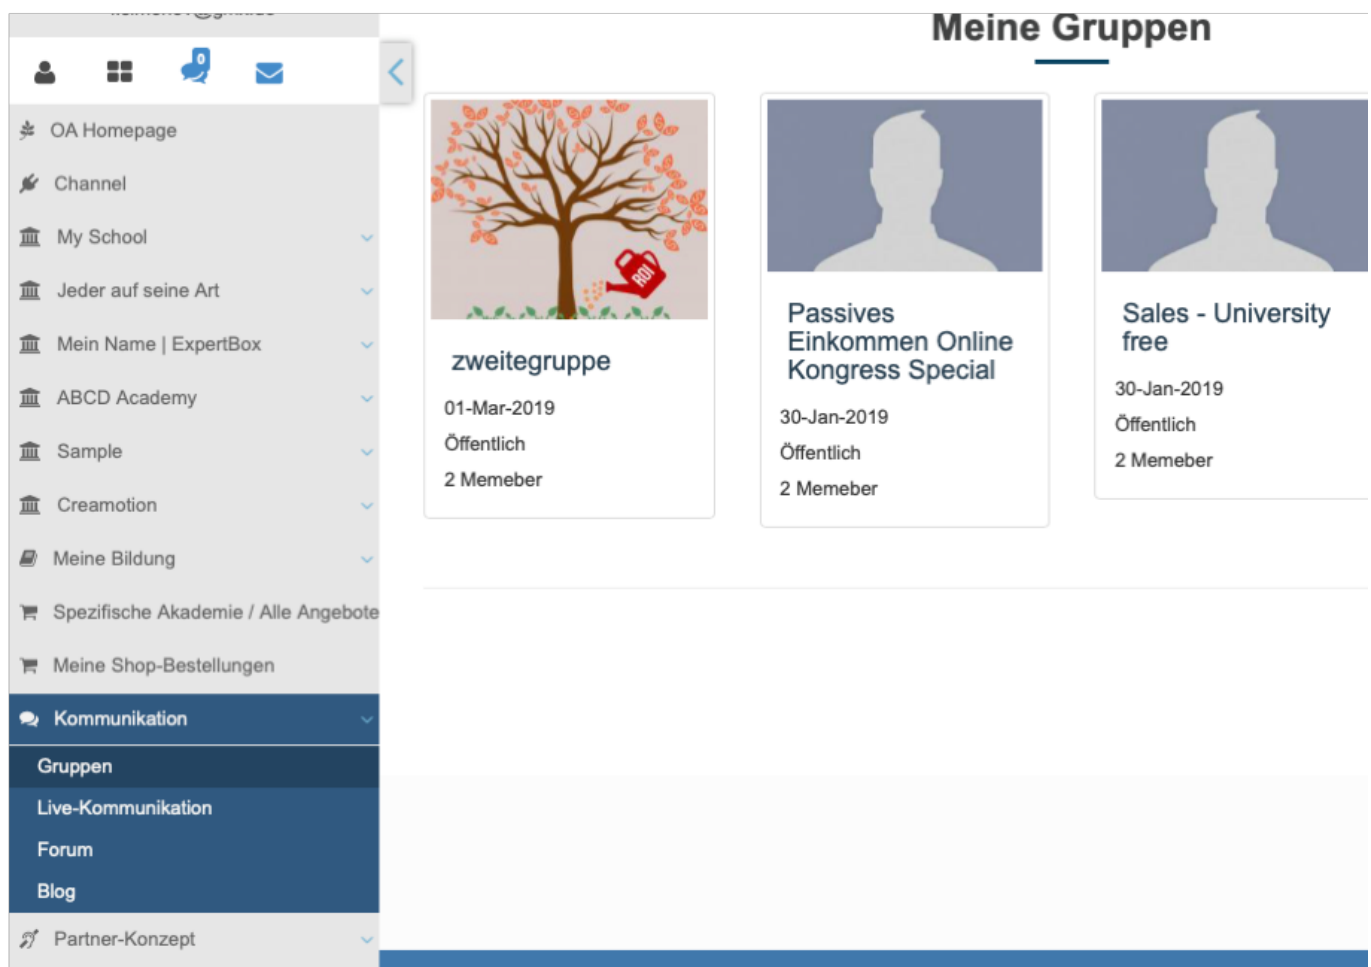 Meine Gruppen
0
OA Homepage
Channel
My School
Jeder auf seine Art
Mein Name | ExpertBox
ABCD Academy
Sample
Creamotion
Meine Bildung
Spezifische Akademie / Alle Angebote
Meine Shop-Bestellungen
Kommunikation
Gruppen
Live-Kommunikation
Forum
Blog
Partner-Konzept
ROI
zweitegruppe
01-Mar-2019
Öffentlich
2 Memeber
Passives
Einkommen Online
Kongress Special
30-Jan-2019
Öffentlich
2 Memeber
Sales - University
free
30-Jan-2019
Öffentlich
2 Memeber